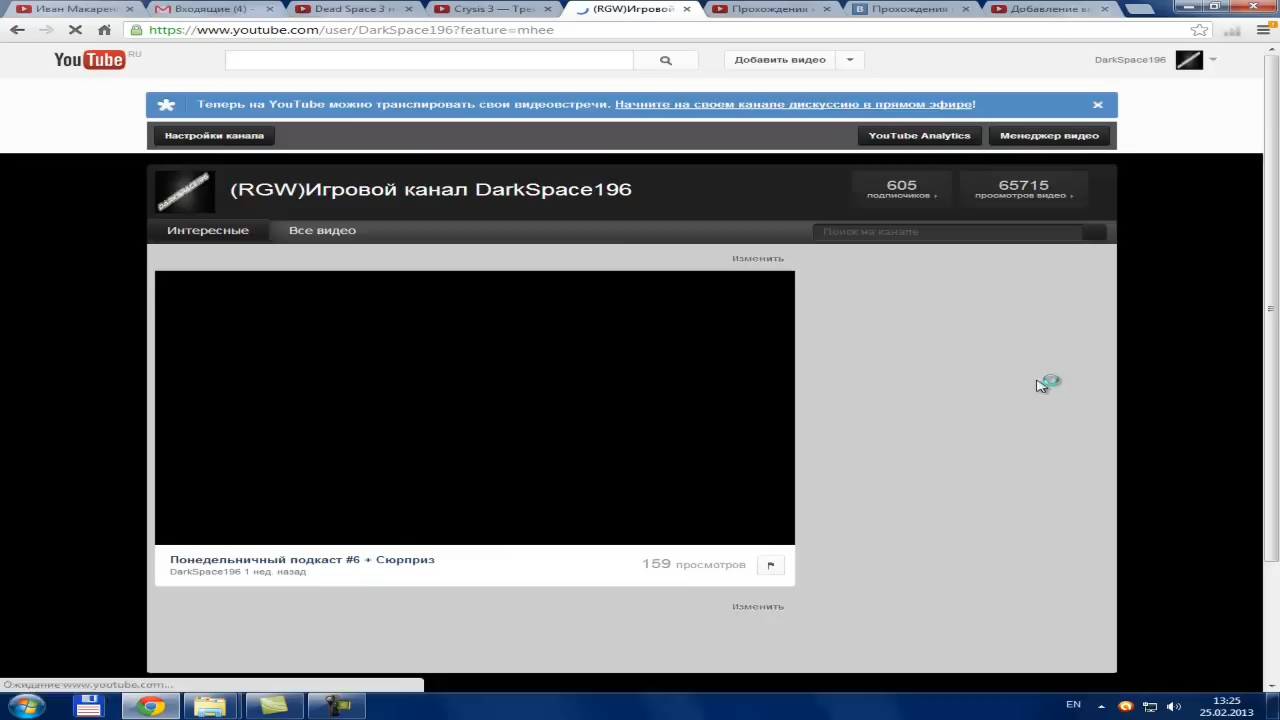 Иван Макарен
Входящие (4) -
Dead Space 3 н
Crysis 3 — Тре
(RGW)Игровой
Прохождения
Прохождения
Добавление ви
https://www.youtube.com/user/DarkSpace196?feature=mhee
YouTube RU
Добавить видео
DarkSpace196
Теперь на YouTube можно транслировать свои видеовстречи. Начните на своем канале дискуссию в прямом эфире!
Настройки канала
YouTube Analytics
Менеджер видео
DARKSPACE196
(RGW)Игровой канал DarkSpace196
605
подписчиков
65715
просмотров видео
Интересные
Все видео
Поиск на канале
Изменить
Понедельничный подкаст #6 + Сюрприз
DarkSpace196 1 нед. назад
159 просмотров
Изменить
Ожидание www.youtube.com...
EN
13:25
25.02.2013